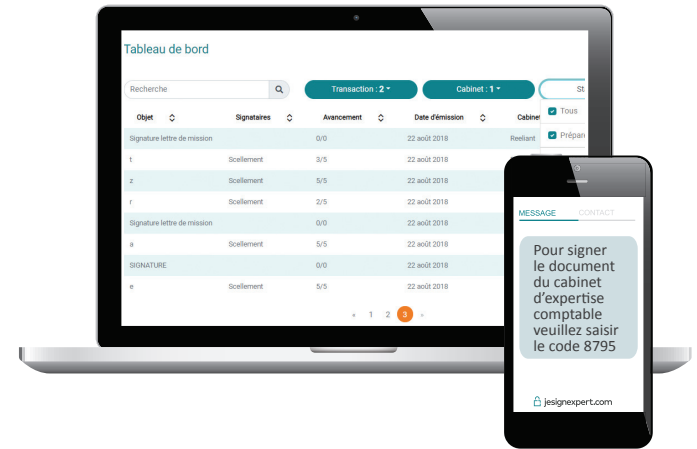 Tableau de bord
Recherche
Transaction : 2
Cabinet : 1
St
Tous
Prépar
Objet Signataires Avancement Date d'émission Cabinet
Signature lettre de mission 0/0 22 août 2018 Reeliant
t Scellement 3/5 22 août 2018
z Scellement 5/5 22 août 2018
r Scellement 2/5 22 août 2018
Signature lettre de mission 0/0 22 août 2018
a Scellement 5/5 22 août 2018
SIGNATURE 0/0 22 août 2018
e Scellement 5/5 22 août 2018
« 1 2 3 »
MESSAGE CONTACT
Pour signer
le document
du cabinet
d'expertise
comptable
veuillez saisir
le code 8795
jesignexpert.com